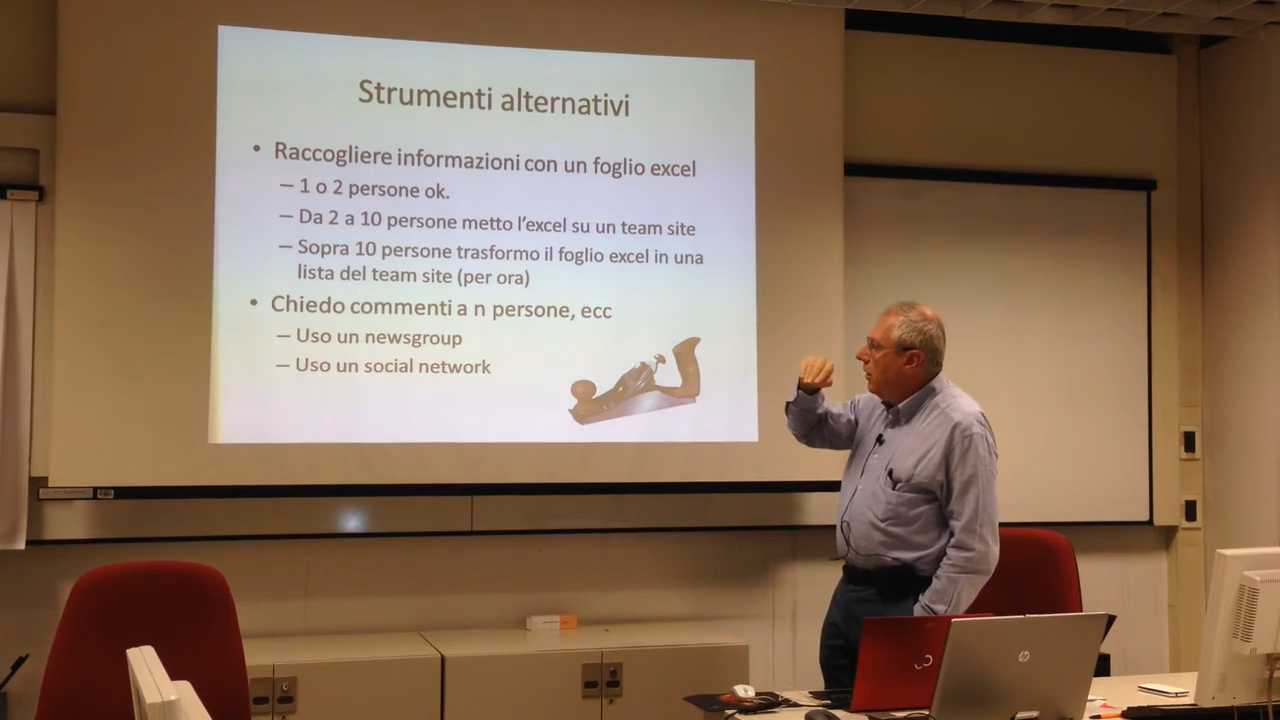 Strumenti alternativi
• Raccogliere informazioni con un foglio excel
– 1 o 2 persone ok.
– Da 2 a 10 persone metto l'excel su un team site
– Sopra 10 persone trasformo il foglio excel in una
lista del team site (per ora)
• Chiedo commenti a n persone, ecc
– Uso un newsgroup
– Uso un social network
hp